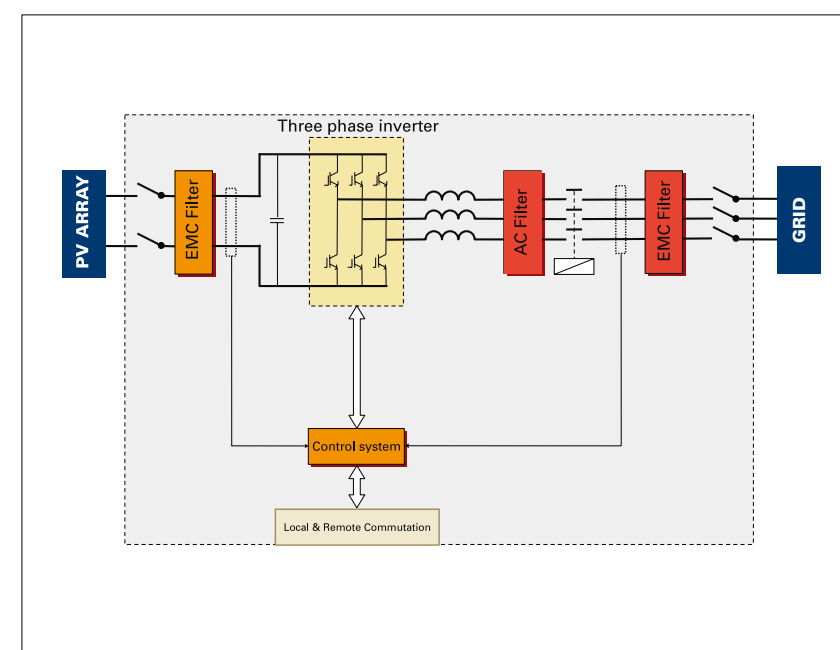 Three phase inverter
PV ARRAY
EMC Filter
AC Filter
EMC Filter
GRID
Control system
Local & Remote Commutation